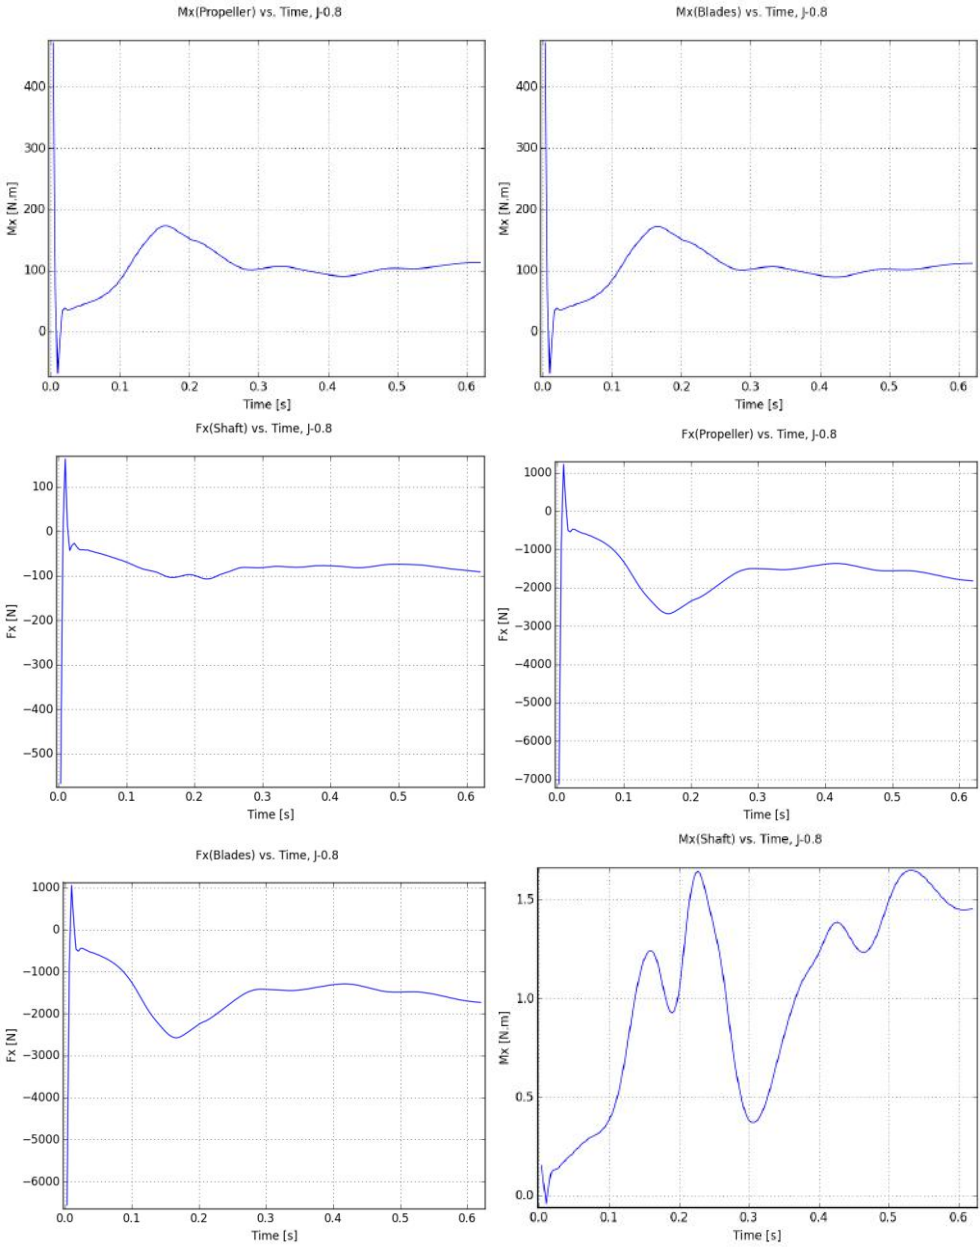 Mx(Propeller) vs. Time, J-0.8
400
300
200
100
0
Mx [N.m]
0.0 0.1 0.2 0.3 0.4 0.5 0.6
Time [s]
Mx(Blades) vs. Time, J-0.8
400
300
200
100
0
Mx [N.m]
0.0 0.1 0.2 0.3 0.4 0.5 0.6
Time [s]
Fx(Shaft) vs. Time, J-0.8
100
0
−100
−200
−300
−400
−500
Fx [N]
0.0 0.1 0.2 0.3 0.4 0.5 0.6
Time [s]
Fx(Propeller) vs. Time, J-0.8
1000
0
−1000
−2000
−3000
−4000
−5000
−6000
−7000
Fx [N]
0.0 0.1 0.2 0.3 0.4 0.5 0.6
Time [s]
Fx(Blades) vs. Time, J-0.8
1000
0
−1000
−2000
−3000
−4000
−5000
−6000
Fx [N]
0.0 0.1 0.2 0.3 0.4 0.5 0.6
Time [s]
Mx(Shaft) vs. Time, J-0.8
1.5
1.0
0.5
0.0
Mx [N.m]
0.0 0.1 0.2 0.3 0.4 0.5 0.6
Time [s]